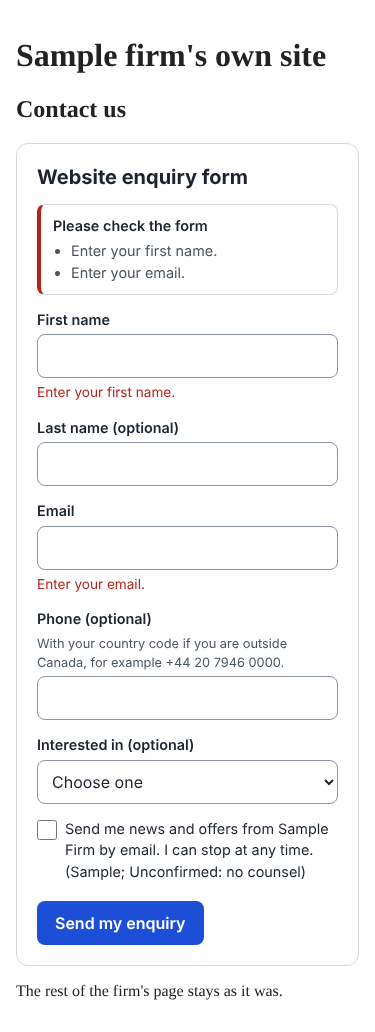 Sample firm's own site
Contact us
Website enquiry form
Please check the form
Enter your first name.
Enter your email.
First name
Enter your first name.
Last name (optional)
Email
Enter your email.
Phone (optional)
With your country code if you are outside
Canada, for example +44 20 7946 0000.
Interested in (optional)
Choose one
Send me news and offers from Sample
Firm by email. I can stop at any time.
(Sample; Unconfirmed: no counsel)
Send my enquiry
The rest of the firm's page stays as it was.